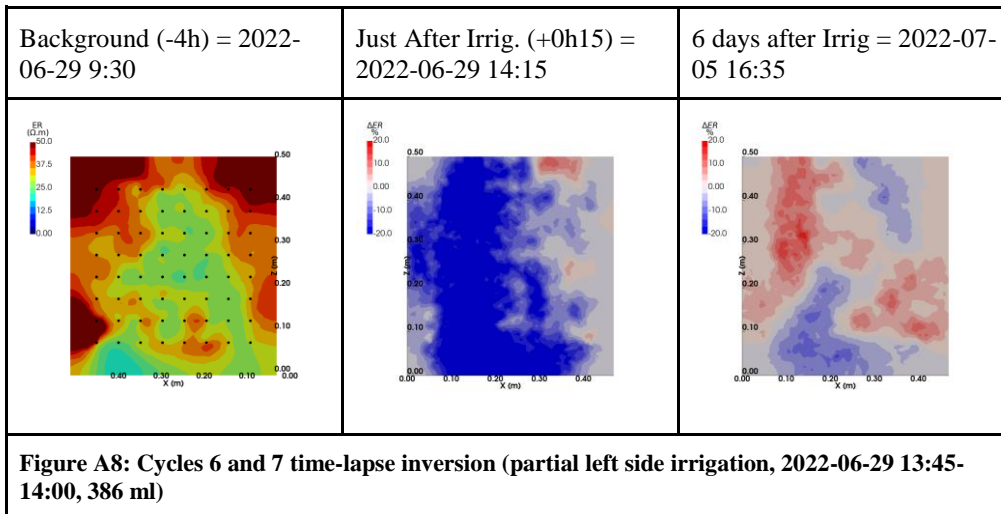 Background (-4h) = 2022-
06-29 9:30
Just After Irrig. (+0h15) =
2022-06-29 14:15
6 days after Irrig = 2022-07-
05 16:35
ER
(Ω.m)
50.0
37.5
25.0
12.5
0.00
0.50
0.40
0.30
0.20
0.10
0.00
Z (m)
0.40 0.30 0.20 0.10 0.00
X (m)
ΔER
%
20.0
10.0
0.00
-10.0
-20.0
0.50
0.40
0.30
0.20
0.10
0.00
Z (m)
0.00 0.10 0.20 0.30 0.40
X (m)
ΔER
%
20.0
10.0
0.00
-10.0
-20.0
0.50
0.40
0.30
0.20
0.10
0.00
Z (m)
0.00 0.10 0.20 0.30 0.40
X (m)
Figure A8: Cycles 6 and 7 time-lapse inversion (partial left side irrigation, 2022-06-29 13:45-
14:00, 386 ml)